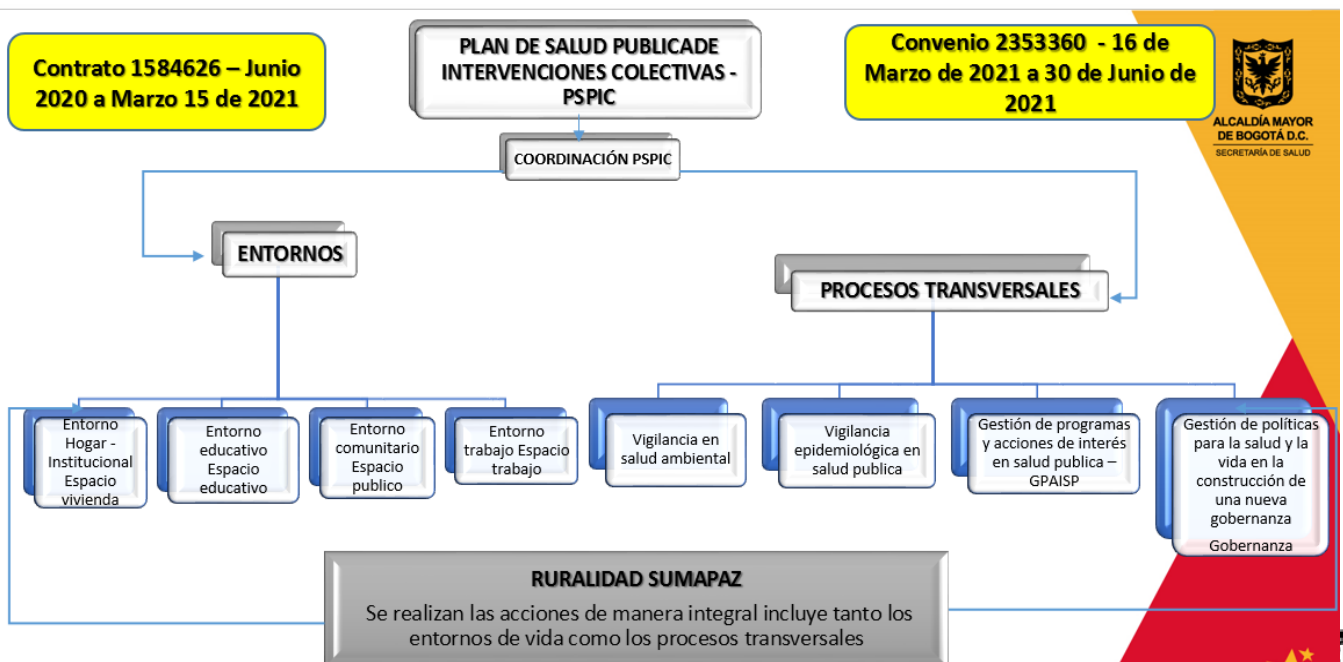 Contrato 1584626 – Junio
2020 a Marzo 15 de 2021
PLAN DE SALUD PUBLICADE
INTERVENCIONES COLECTIVAS -
PSPIC
Convenio 2353360 - 16 de
Marzo de 2021 a 30 de Junio de
2021
ALCALDÍA MAYOR
DE BOGOTÁ D.C.
SECRETARÍA DE SALUD
COORDINACIÓN PSPIC
ENTORNOS
PROCESOS TRANSVERSALES
Entorno
Hogar -
Institucional
Espacio
vivienda
Entorno
educativo
Espacio
educativo
Entorno
comunitario
Espacio
publico
Entorno
trabajo Espacio
trabajo
Vigilancia en
salud ambiental
Vigilancia
epidemiológica en
salud publica
Gestión de programas
y acciones de interés
en salud publica –
GPAISP
Gestión de políticas
para la salud y la
vida en la
construcción de
una nueva
gobernanza
Gobernanza
RURALIDAD SUMAPAZ
Se realizan las acciones de manera integral incluye tanto los
entornos de vida como los procesos transversales